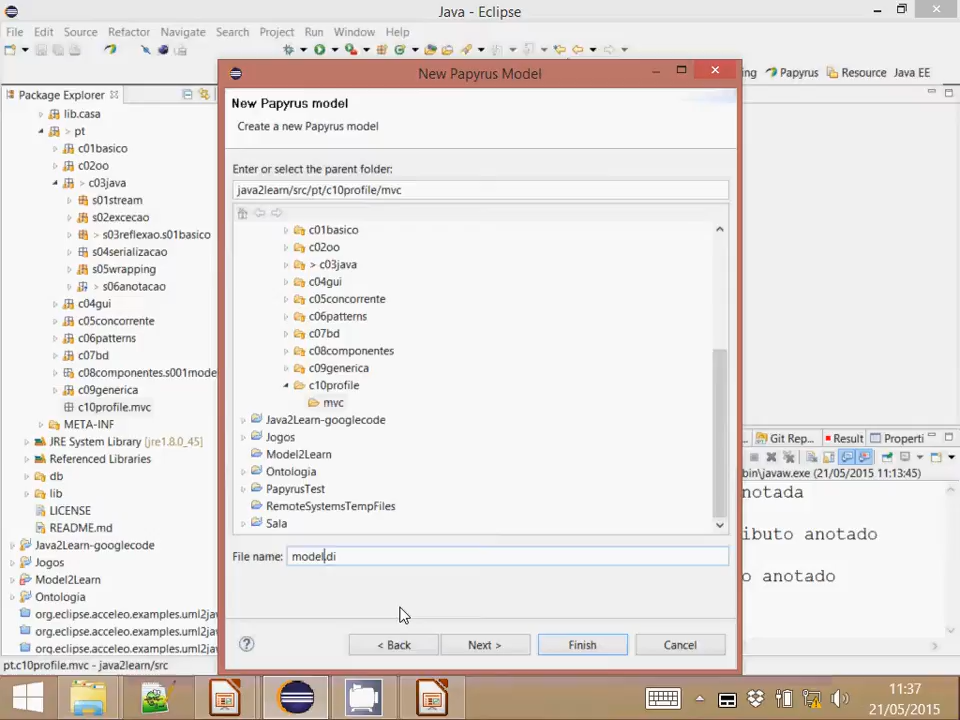 Java - Eclipse
File Edit Source Refactor Navigate Search Project Run Window Help
Package Explorer
Papyrus
Resource
Java EE
lib.casa
> pt
c01basico
c02oo
> c03java
s01stream
s02excecao
> s03reflexao.s01basico
s04serializacao
s05wrapping
> s06anotacao
c04gui
c05concorrente
c06patterns
c07bd
c08componentes.s001mode
c09generica
c10profile.mvc
META-INF
JRE System Library [jre1.8.0_45]
Referenced Libraries
db
lib
LICENSE
README.md
Java2Learn-googlecode
Jogos
Model2Learn
Ontologia
org.eclipse.acceleo.examples.uml2jav
org.eclipse.acceleo.examples.uml2jav
org.eclipse.acceleo.examples.uml2jav
pt.c10profile.mvc - java2learn/src
New Papyrus Model
New Papyrus model
Create a new Papyrus model
Enter or select the parent folder:
java2learn/src/pt/c10profile/mvc
c01basico
c02oo
> c03java
c04gui
c05concorrente
c06patterns
c07bd
c08componentes
c09generica
c10profile
mvc
Java2Learn-googlecode
Jogos
Model2Learn
Ontologia
PapyrusTest
RemoteSystemsTempFiles
Sala
File name: model.di
< Back
Next >
Finish
Cancel
Git Rep... Result Properti
bin\javaw.exe (21/05/2015 11:13:45)
notada
ibuto anotado
o anotado
11:37
21/05/2015